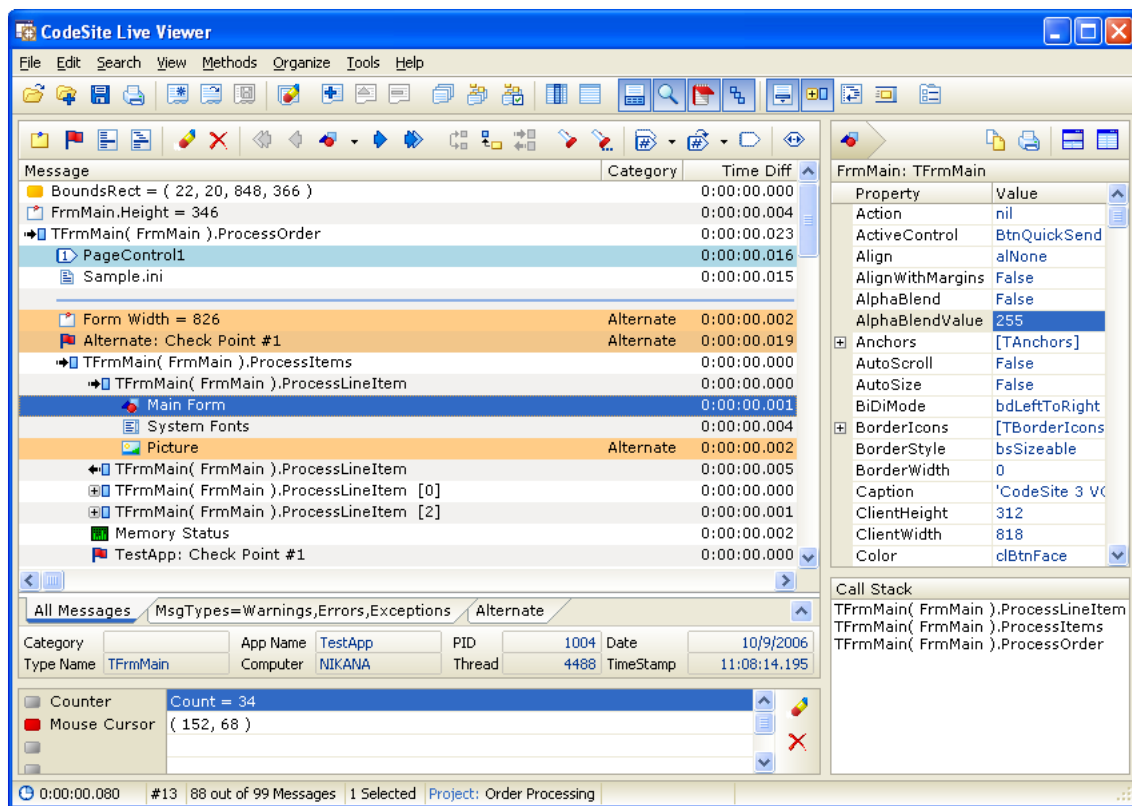 CodeSite Live Viewer
File Edit Search View Methods Organize Tools Help
Message Category Time Diff
BoundsRect = ( 22, 20, 848, 366 ) 0:00:00.000
FrmMain.Height = 346 0:00:00.004
TFrmMain( FrmMain ).ProcessOrder 0:00:00.023
1 PageControl1 0:00:00.016
Sample.ini 0:00:00.015
Form Width = 826 Alternate 0:00:00.002
Alternate: Check Point #1 Alternate 0:00:00.019
TFrmMain( FrmMain ).ProcessItems 0:00:00.000
TFrmMain( FrmMain ).ProcessLineItem 0:00:00.000
Main Form 0:00:00.001
System Fonts 0:00:00.004
Picture Alternate 0:00:00.002
TFrmMain( FrmMain ).ProcessLineItem 0:00:00.005
TFrmMain( FrmMain ).ProcessLineItem [0] 0:00:00.000
TFrmMain( FrmMain ).ProcessLineItem [2] 0:00:00.001
Memory Status 0:00:00.002
TestApp: Check Point #1 0:00:00.000
All Messages MsgTypes=Warnings,Errors,Exceptions Alternate
Category App Name TestApp PID 1004 Date 10/9/2006
Type Name TFrmMain Computer NIKANA Thread 4488 TimeStamp 11:08:14.195
Counter Count = 34
Mouse Cursor ( 152, 68 )
FrmMain: TFrmMain
Property Value
Action nil
ActiveControl BtnQuickSend
Align alNone
AlignWithMargins False
AlphaBlend False
AlphaBlendValue 255
Anchors [TAnchors]
AutoScroll False
AutoSize False
BiDiMode bdLeftToRight
BorderIcons [TBorderIcons
BorderStyle bsSizeable
BorderWidth 0
Caption 'CodeSite 3 VC
ClientHeight 312
ClientWidth 818
Color clBtnFace
Call Stack
TFrmMain( FrmMain ).ProcessLineItem
TFrmMain( FrmMain ).ProcessItems
TFrmMain( FrmMain ).ProcessOrder
0:00:00.080 #13 88 out of 99 Messages 1 Selected Project: Order Processing